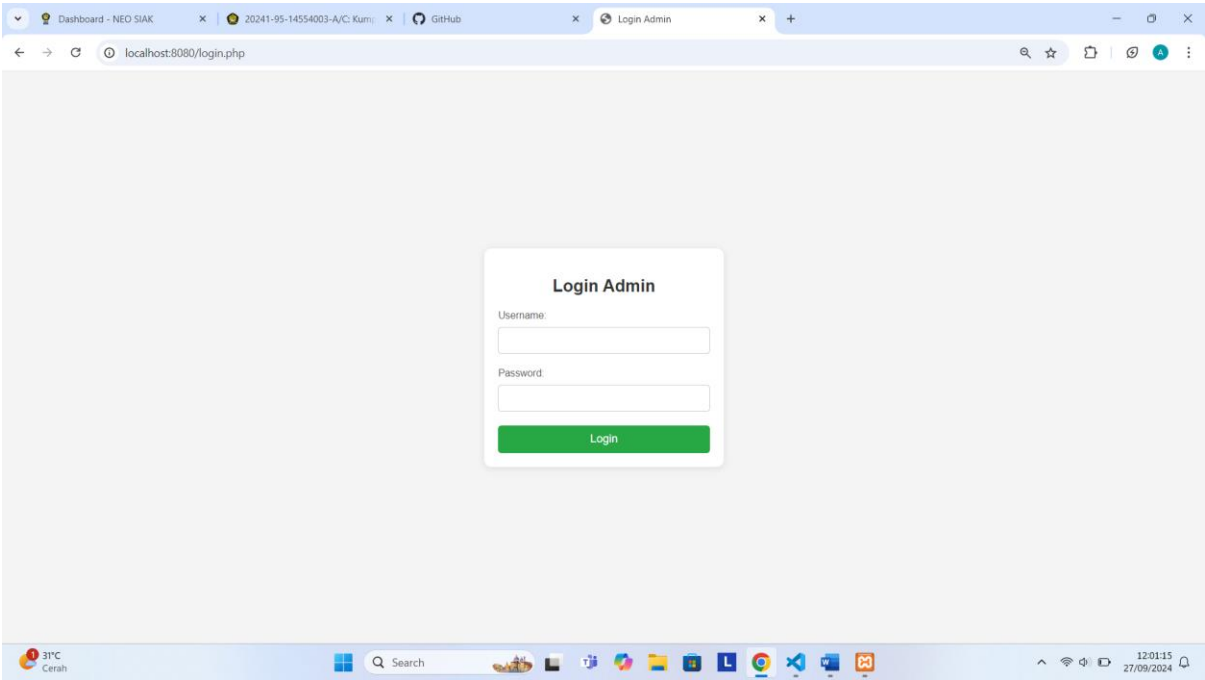 Dashboard - NEO SIAK
20241-95-14554003-A/C: Kum
GitHub
Login Admin
localhost:8080/login.php
A
Login Admin
Username:
Password:
Login
1
31°C
Cerah
Search
L
12:01:15
27/09/2024